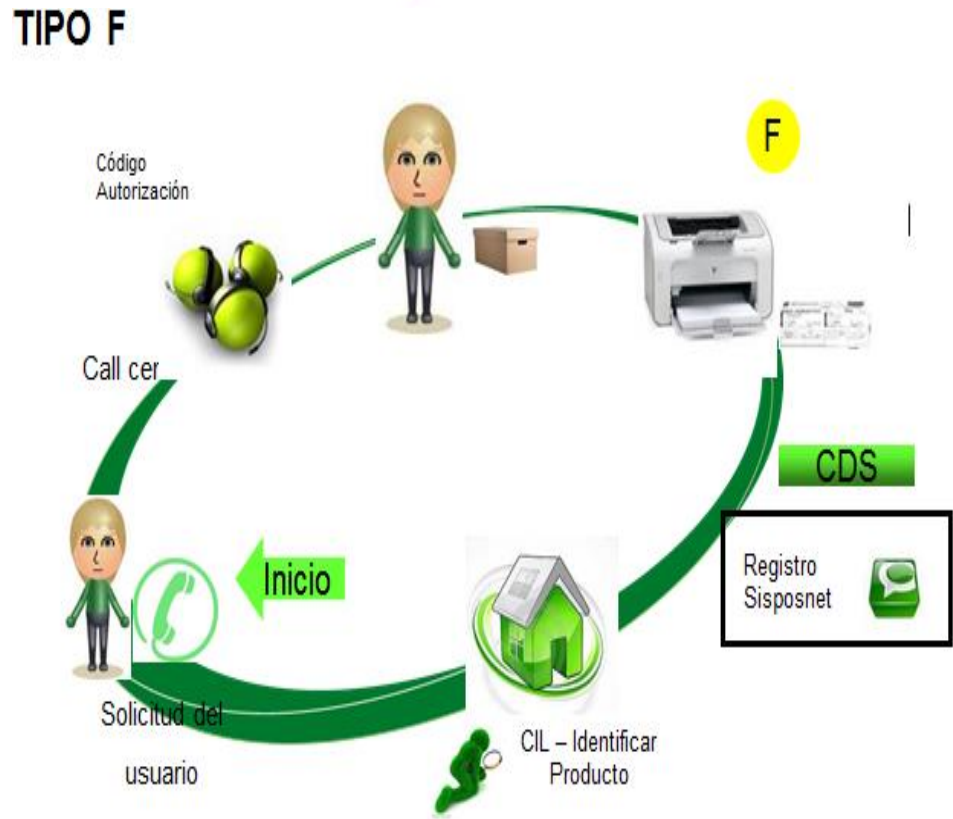 TIPO F
F
Código
Autorización
Call cer
CDS
Registro
Sisposnet
Inicio
Solicitud del
usuario
CIL – Identificar
Producto